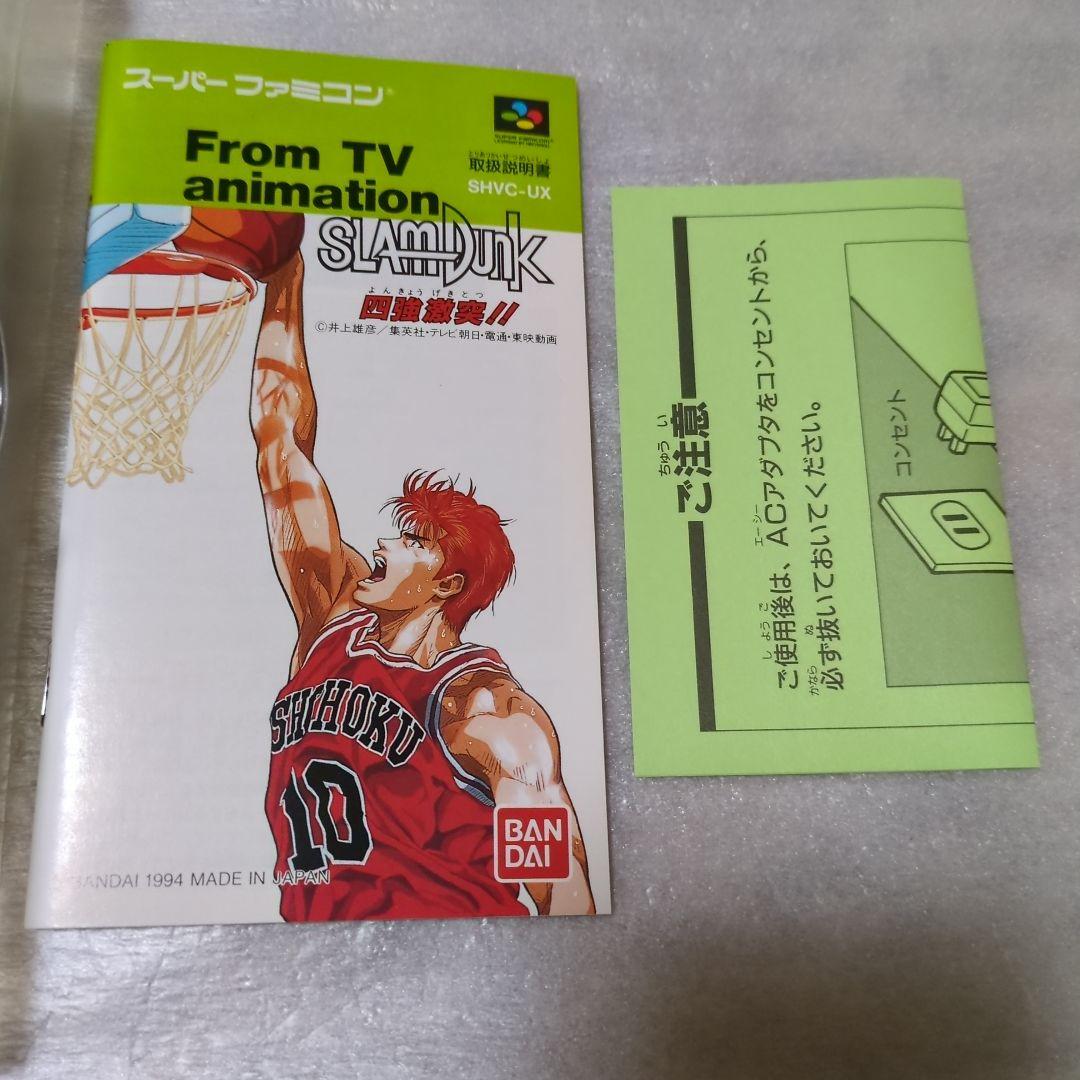 スーパーファミコン
SUPER FAMICOM
From TV
animation
とりあつかいせつめいしょ
取扱説明書
SHVC-UX
SLAM DUNK
よんきょうげきとつ
四強激突!!
©井上雄彦/集英社・テレビ朝日・電通・東映動画
SHOHOKU
10
BAN
DAI
BANDAI 1994 MADE IN JAPAN
ちゅうい
ご注意
しようご エーシー
ご使用後は、ACアダプタをコンセントから、
かなら ぬ
必ず抜いておいてください。
コンセント